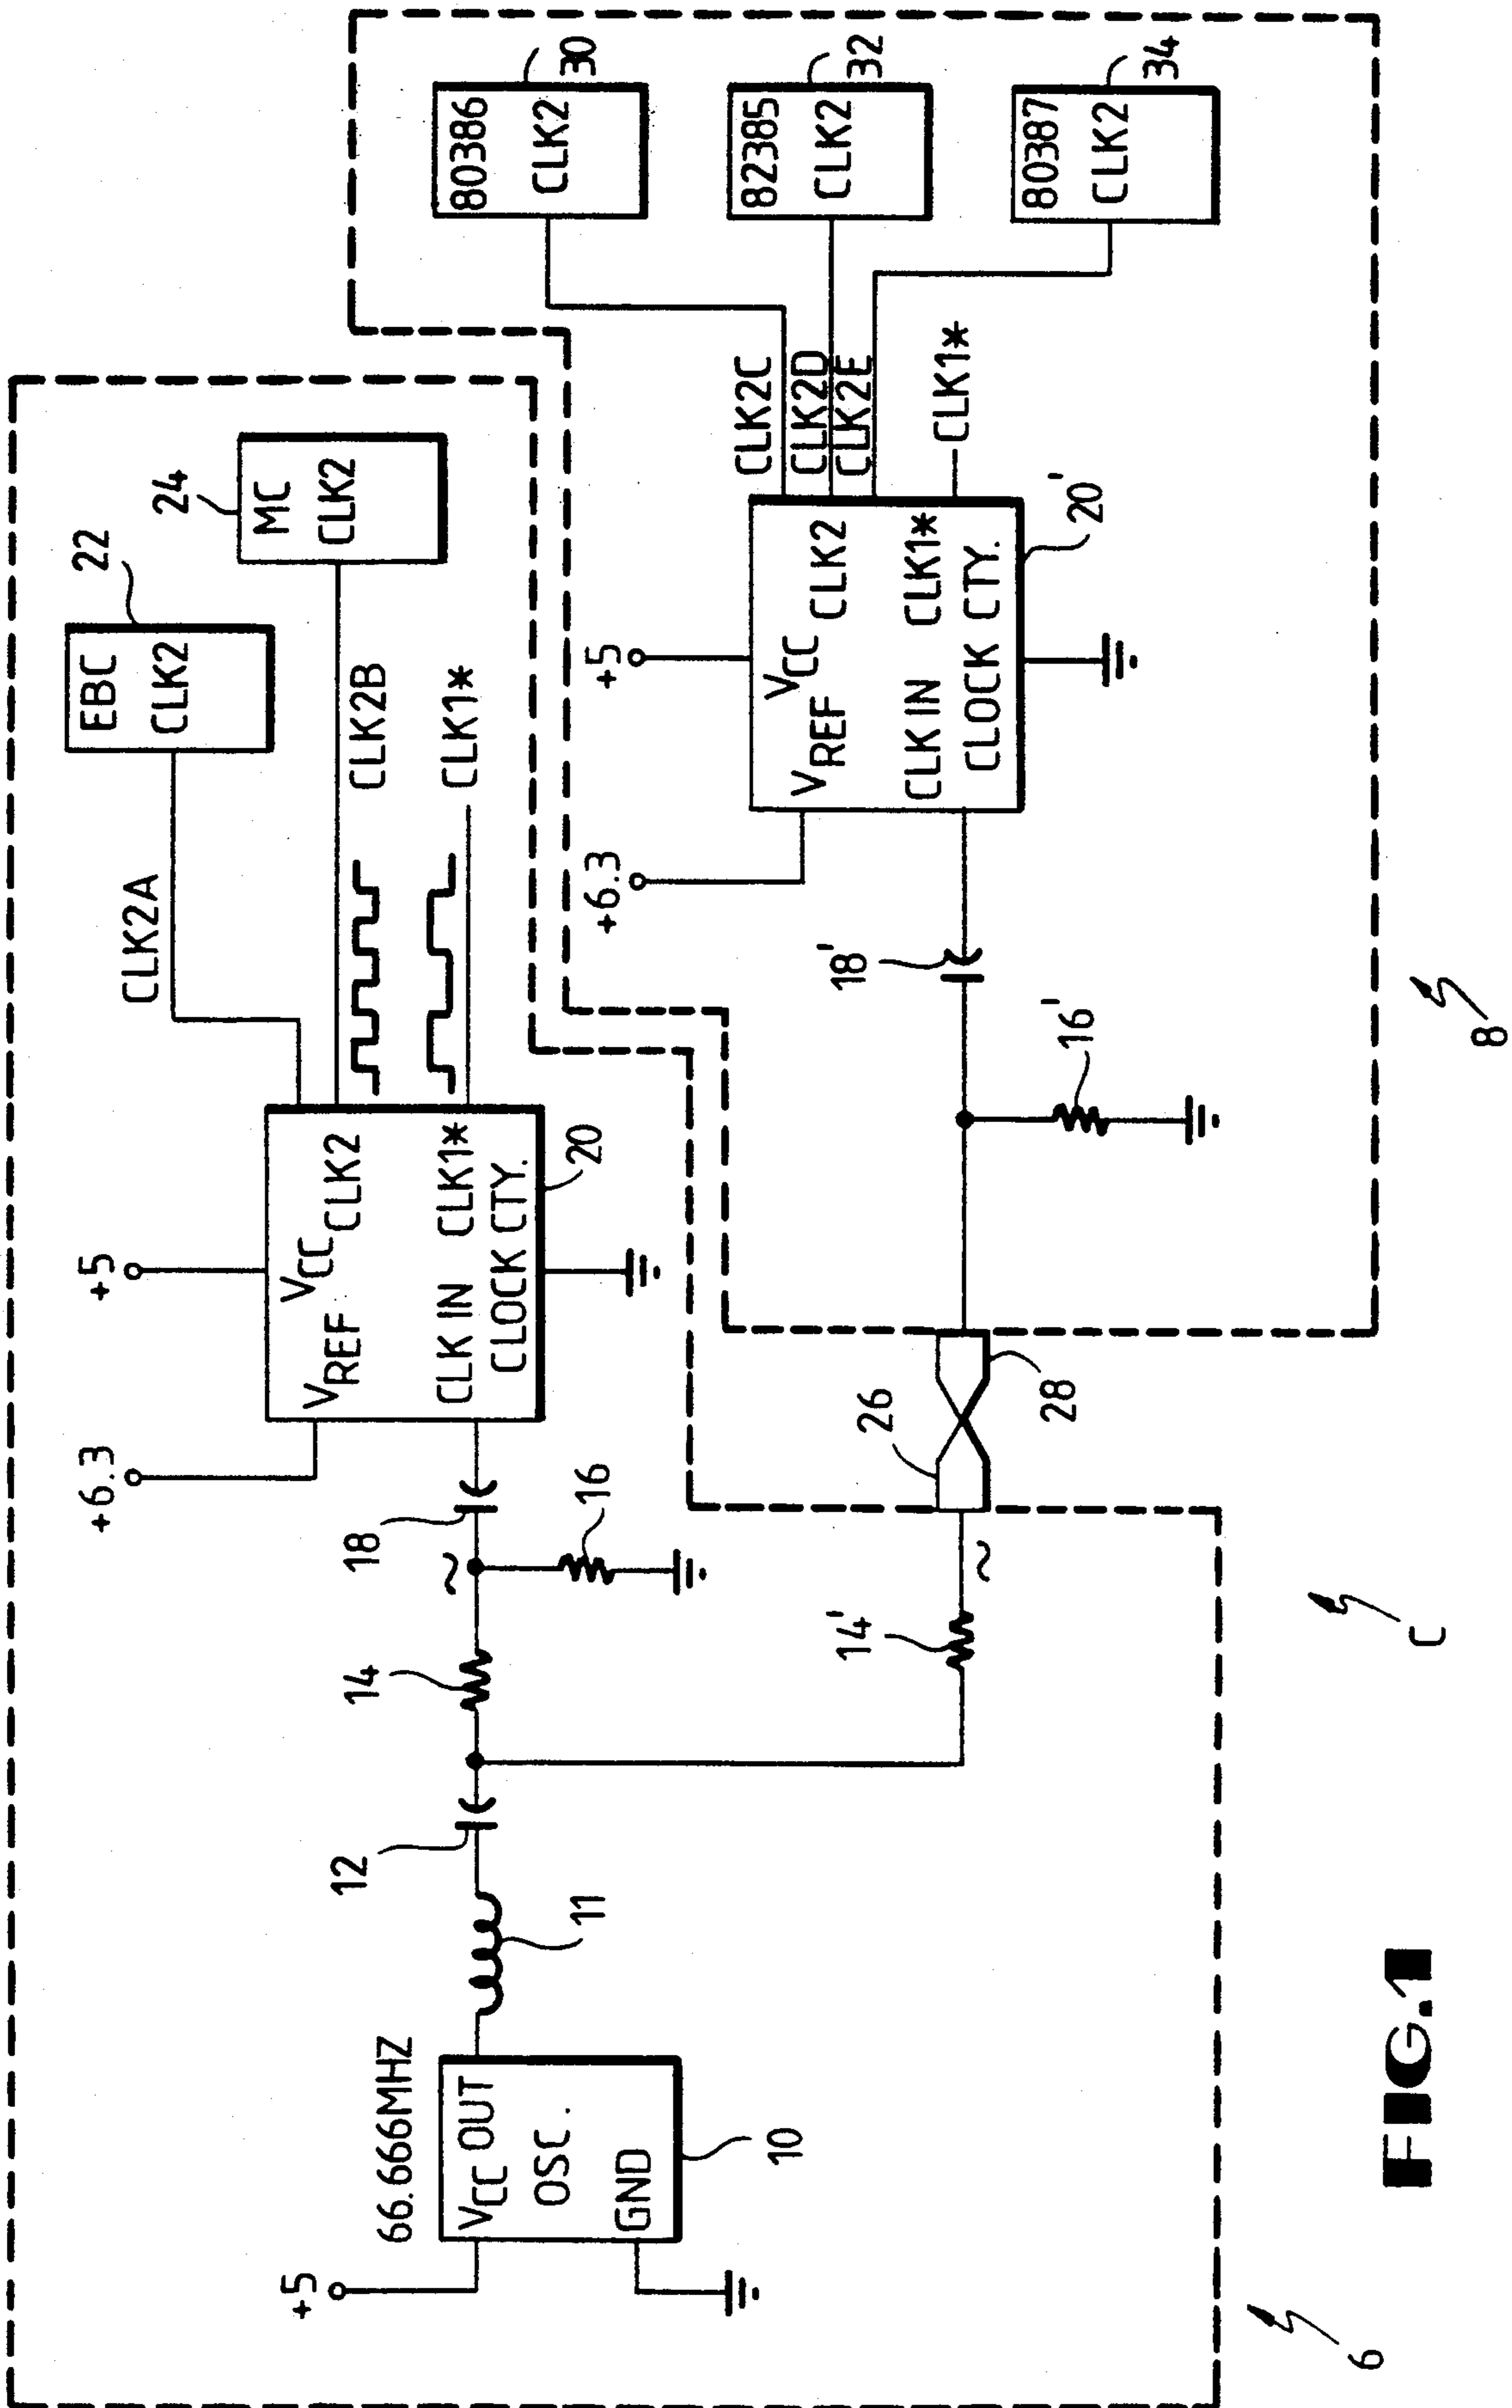 EBC
CLK2
22
MC
CLK2
24
CLK2A
CLK2B
CLK1*
+6.3
+5
VREF
VCC
CLK2
CLK IN
CLK1*
CLOCK CTY.
20
66.666MHZ
+5
VCC
OUT
OSC.
GND
10
11
12
14
18
16
14'
26
28
80386
CLK2
30
82385
CLK2
32
80387
CLK2
34
CLK2C
CLK2D
CLK2E
CLK1*
+6.3
+5
VREF
VCC
CLK2
CLK IN
CLK1*
CLOCK CTY.
20'
18'
16'
6
C
8
FIG.1